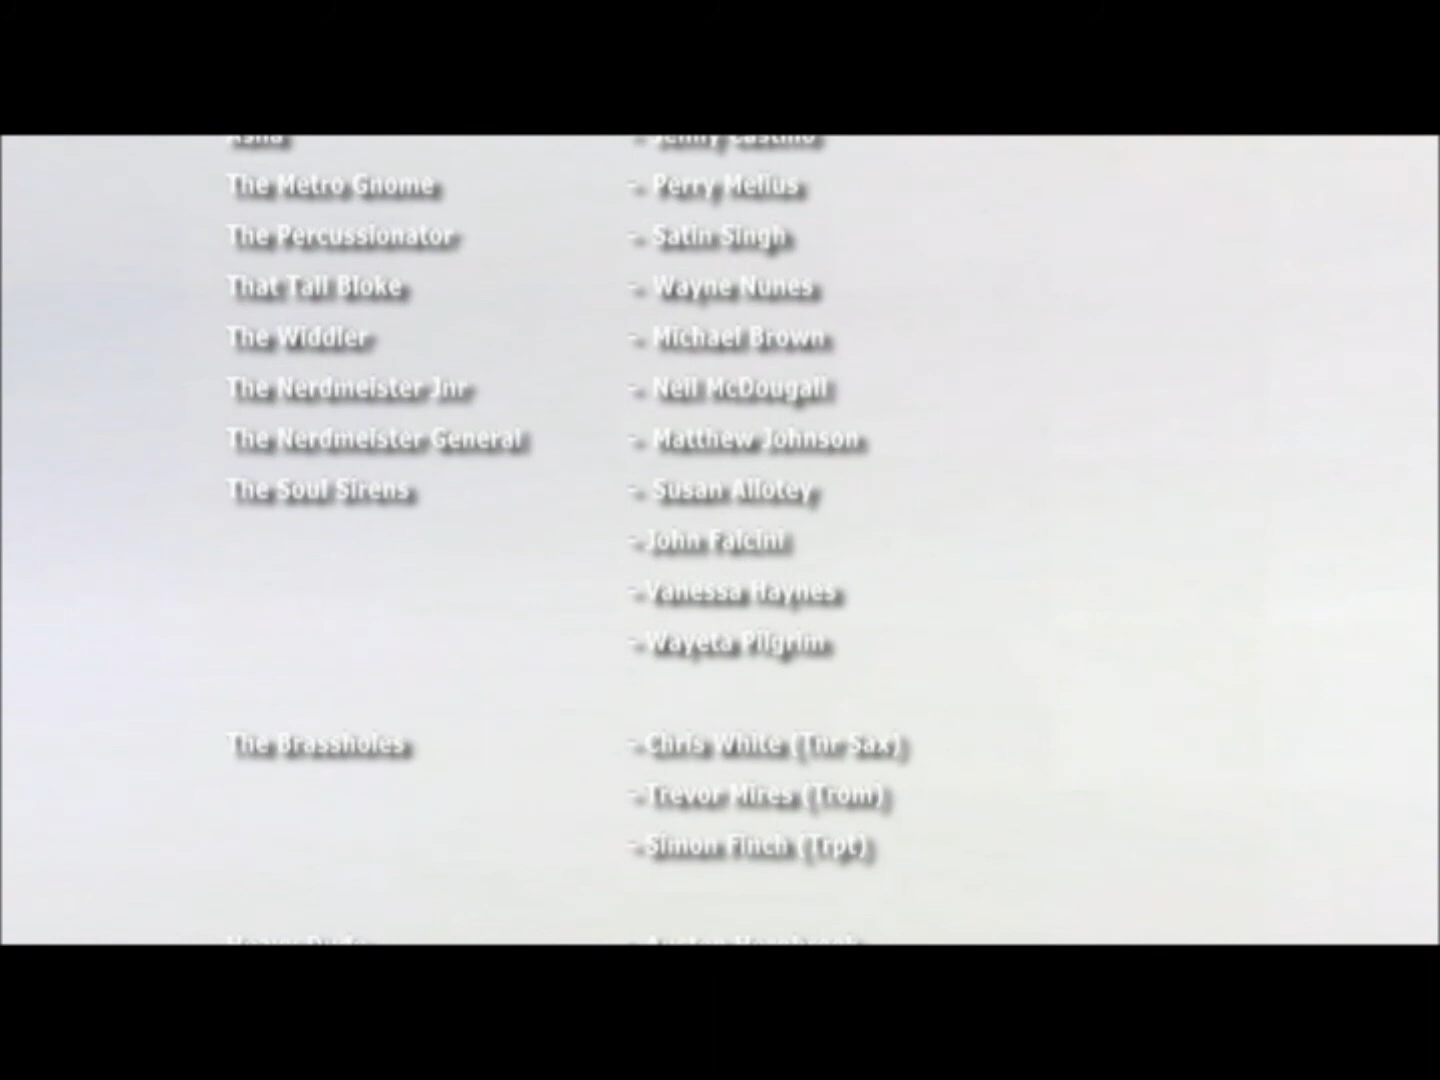 The Metro Gnome - Perry Melius
The Percussionator - Satin Singh
That Tall Bloke - Wayne Nunes
The Widdler - Michael Brown
The Nerdmeister Jnr - Neil McDougall
The Nerdmeister General - Matthew Johnson
The Soul Sirens - Susan Allotey
- John Falcini
- Vanessa Haynes
- Wayeta Pilgrim
The Brassholes - Chris White (Tnr Sax)
- Trevor Mires (Trom)
- Simon Finch (Trpt)